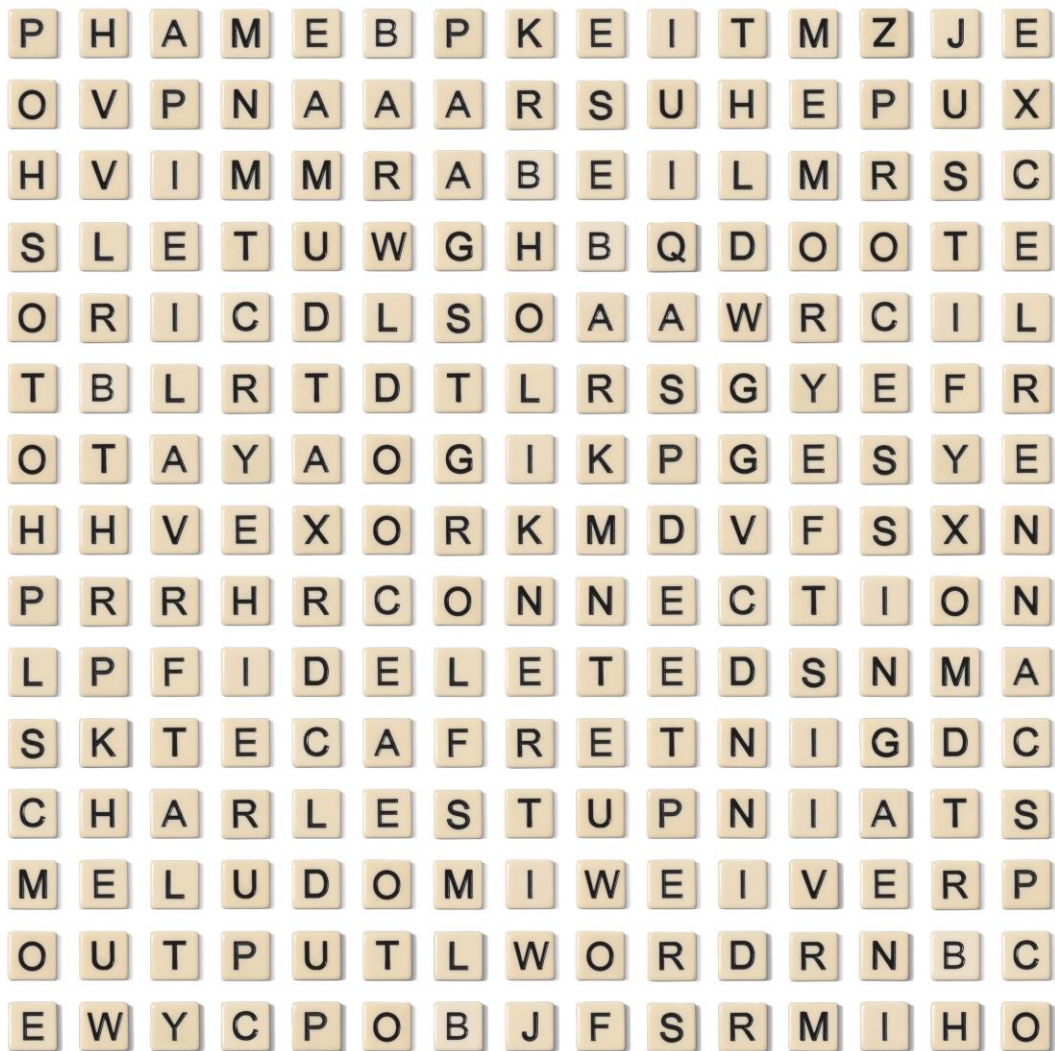 P H A M E B P K E I T M Z J E
O V P N A A A R S U H E P U X
H V I M M R A B E I L M R S C
S L E T U W G H B Q D O O T E
O R I C D L S O A A W R C I L
T B L R T D T L R S G Y E F R
O T A Y A O G I K P G E S Y E
H H V E X O R K M D V F S X N
P R R H R C O N N E C T I O N
L P F I D E L E T E D S N M A
S K T E C A F R E T N I G D C
C H A R L E S T U P N I A T S
M E L U D O M I W E I V E R P
O U T P U T L W O R D R N B C
E W Y C P O B J F S R M I H O